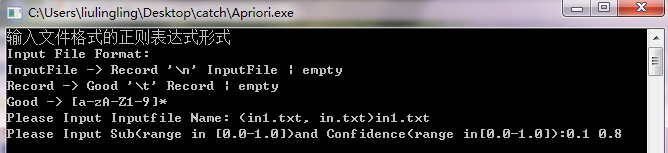 C:\Users\liulingling\Desktop\catch\Apriori.exe
输入文件格式的正则表达式形式
Input File Format:
InputFile -> Record '\n' InputFile | empty
Record -> Good '\t' Record | empty
Good -> [a-zA-Z1-9]*
Please Input Inputfile Name: (in1.txt, in.txt)in1.txt
Please Input Sub(range in [0.0-1.0])and Confidence(range in[0.0-1.0]):0.1 0.8